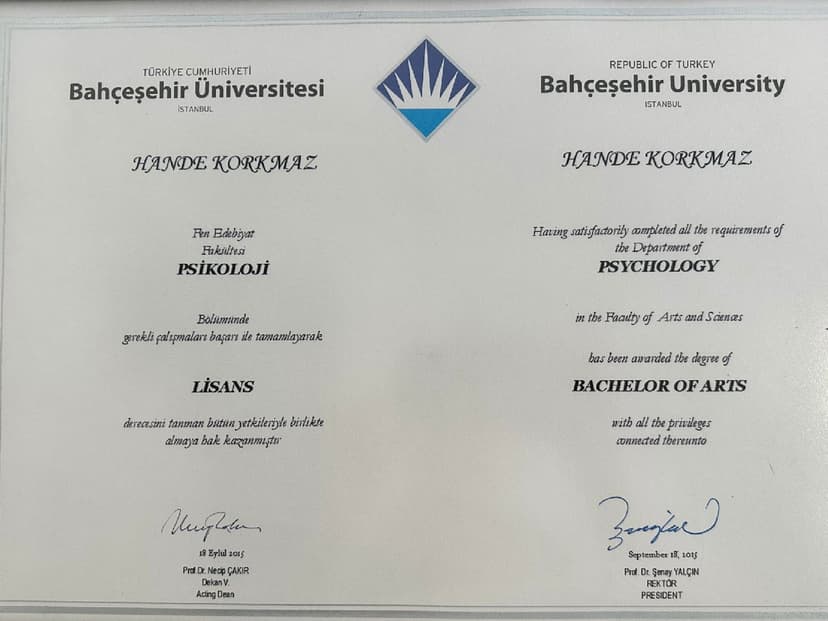 TÜRKİYE CUMHURİYETİ
Bahçeşehir Üniversitesi
İSTANBUL
HANDE KORKMAZ
Fen Edebiyat
Fakültesi
PSİKOLOJİ
Bölümünde
gerekli çalışmaları başarı ile tamamlayarak
LİSANS
derecesini tanınan bütün yetkileriyle birlikte
almaya hak kazanmıştır
18 Eylül 2015
Prof.Dr. Necip ÇAKIR
Dekan V.
Acting Dean
REPUBLIC OF TURKEY
Bahçeşehir University
ISTANBUL
HANDE KORKMAZ
Having satisfactorily completed all the requirements of
the Department of
PSYCHOLOGY
in the Faculty of Arts and Sciences
has been awarded the degree of
BACHELOR OF ARTS
with all the privileges
connected thereunto
September 18, 2015
Prof. Dr. Şenay YALÇIN
REKTÖR
PRESIDENT